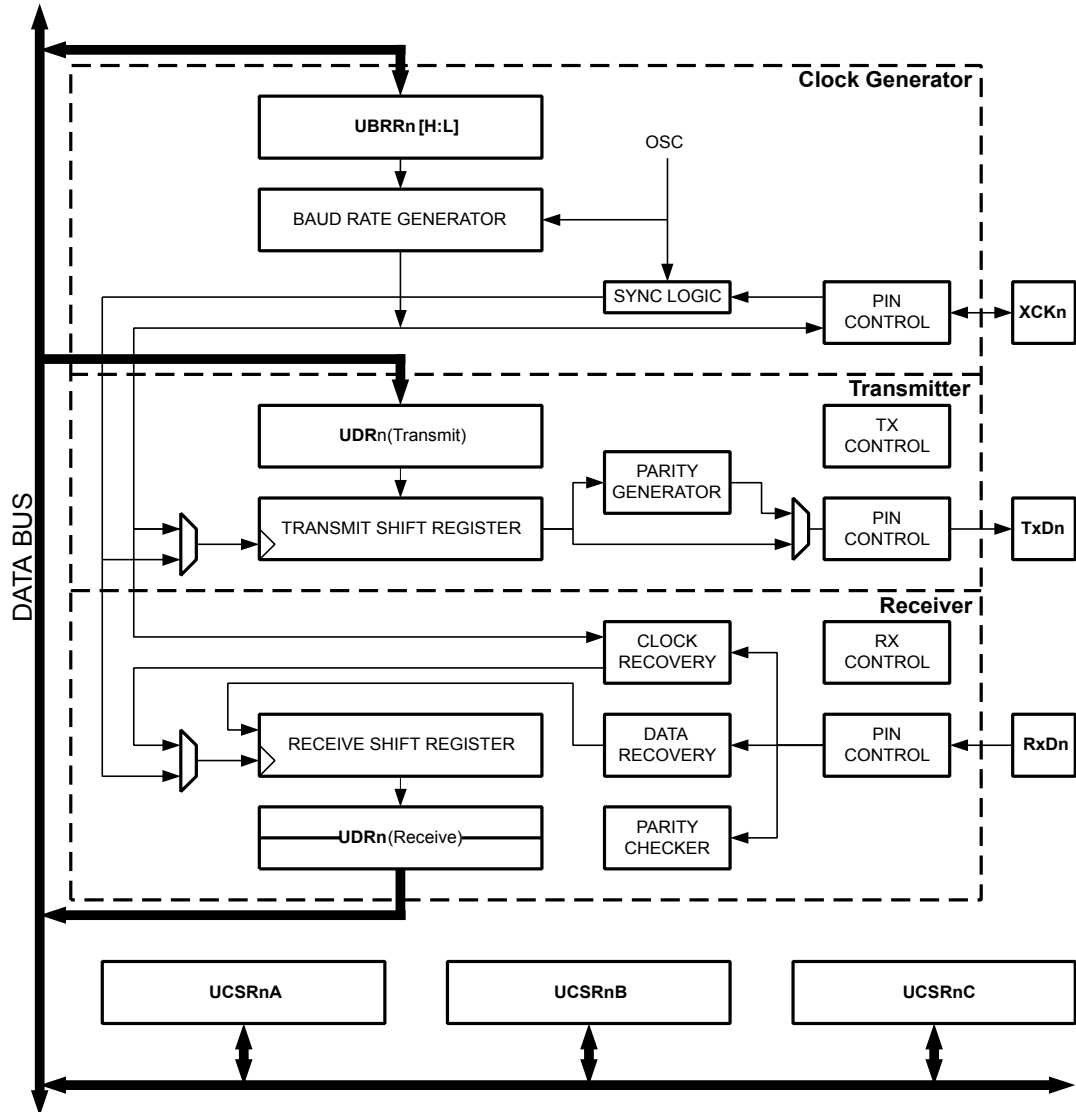 Clock Generator
UBRRn [H:L]
OSC
BAUD RATE GENERATOR
SYNC LOGIC
PIN
CONTROL
XCKn
Transmitter
UDRn(Transmit)
TX
CONTROL
PARITY
GENERATOR
TRANSMIT SHIFT REGISTER
PIN
CONTROL
TxDn
DATA BUS
Receiver
CLOCK
RECOVERY
RX
CONTROL
RECEIVE SHIFT REGISTER
DATA
RECOVERY
PIN
CONTROL
RxDn
UDRn(Receive)
PARITY
CHECKER
UCSRnA
UCSRnB
UCSRnC